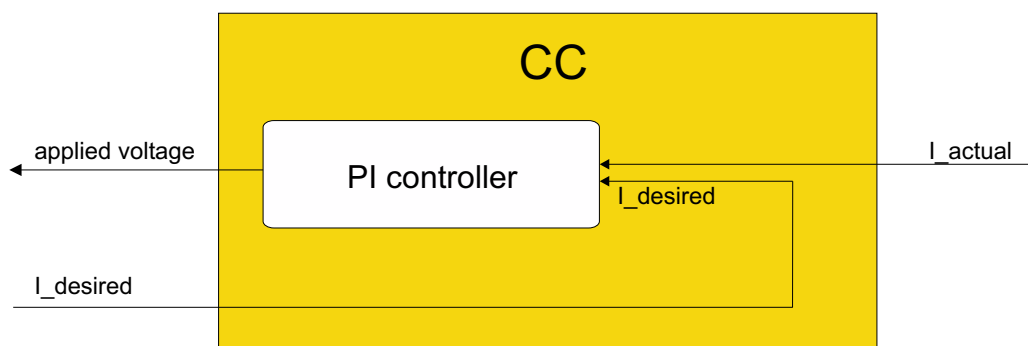 CC
applied voltage
I_actual
PI controller
I_desired
I_desired